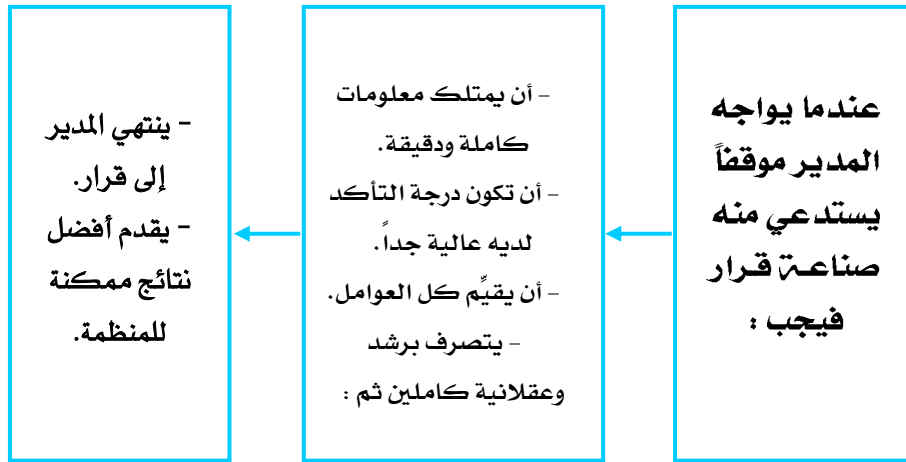 عندما يواجه
المدير موقفاً
يستدعي منه
صناعة قرار
فيجب :
- أن يمتلك معلومات
كاملة ودقيقة.
- أن تكون درجة التأكد
لديه عالية جداً.
- أن يقيِّم كل العوامل.
- يتصرف برشد
وعقلانية كاملين ثم :
- ينتهي المدير
إلى قرار.
- يقدم أفضل
نتائج ممكنة
للمنظمة.